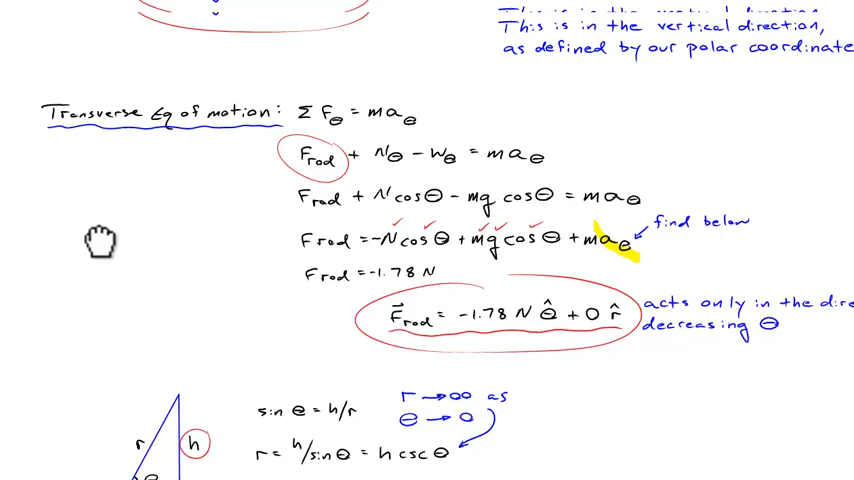 This is in the vertical direction,
as defined by our polar coordinate
Transverse Eq of motion: Σ F_θ = ma_θ
F_rod + N_θ - W_θ = ma_θ
F_rod + N cos θ - mg cos θ = ma_θ
F_rod = -N cos θ + mg cos θ + ma_θ find below
F_rod = -1.78 N
F⃗_rod = -1.78 N θ̂ + 0 r̂ acts only in the dire
decreasing θ
sin θ = h/r r → ∞ as
θ → 0
r = h/sin θ = h csc θ
r h
θ